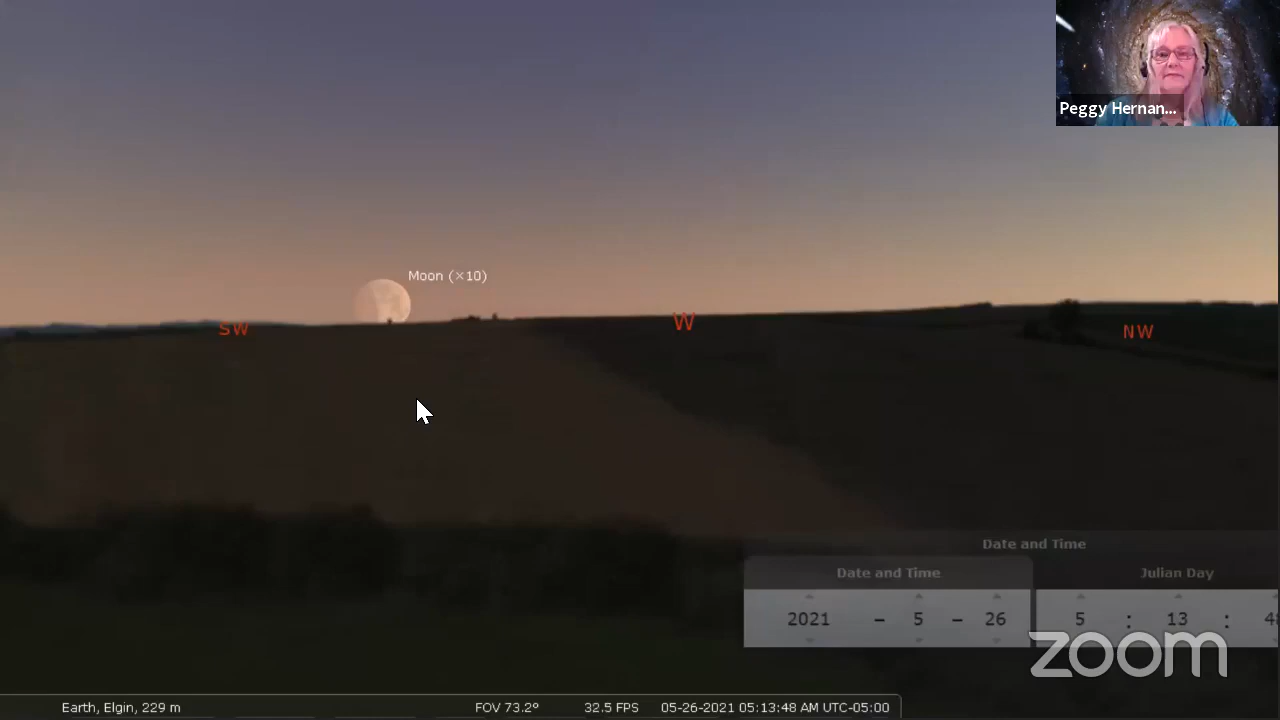 Peggy Hernan...
Moon (×10)
SW
W
NW
Date and Time
Date and Time
Julian Day
2021 - 5 - 26
5 : 13 : 48
zoom
Earth, Elgin, 229 m
FOV 73.2°
32.5 FPS
05-26-2021 05:13:48 AM UTC-05:00